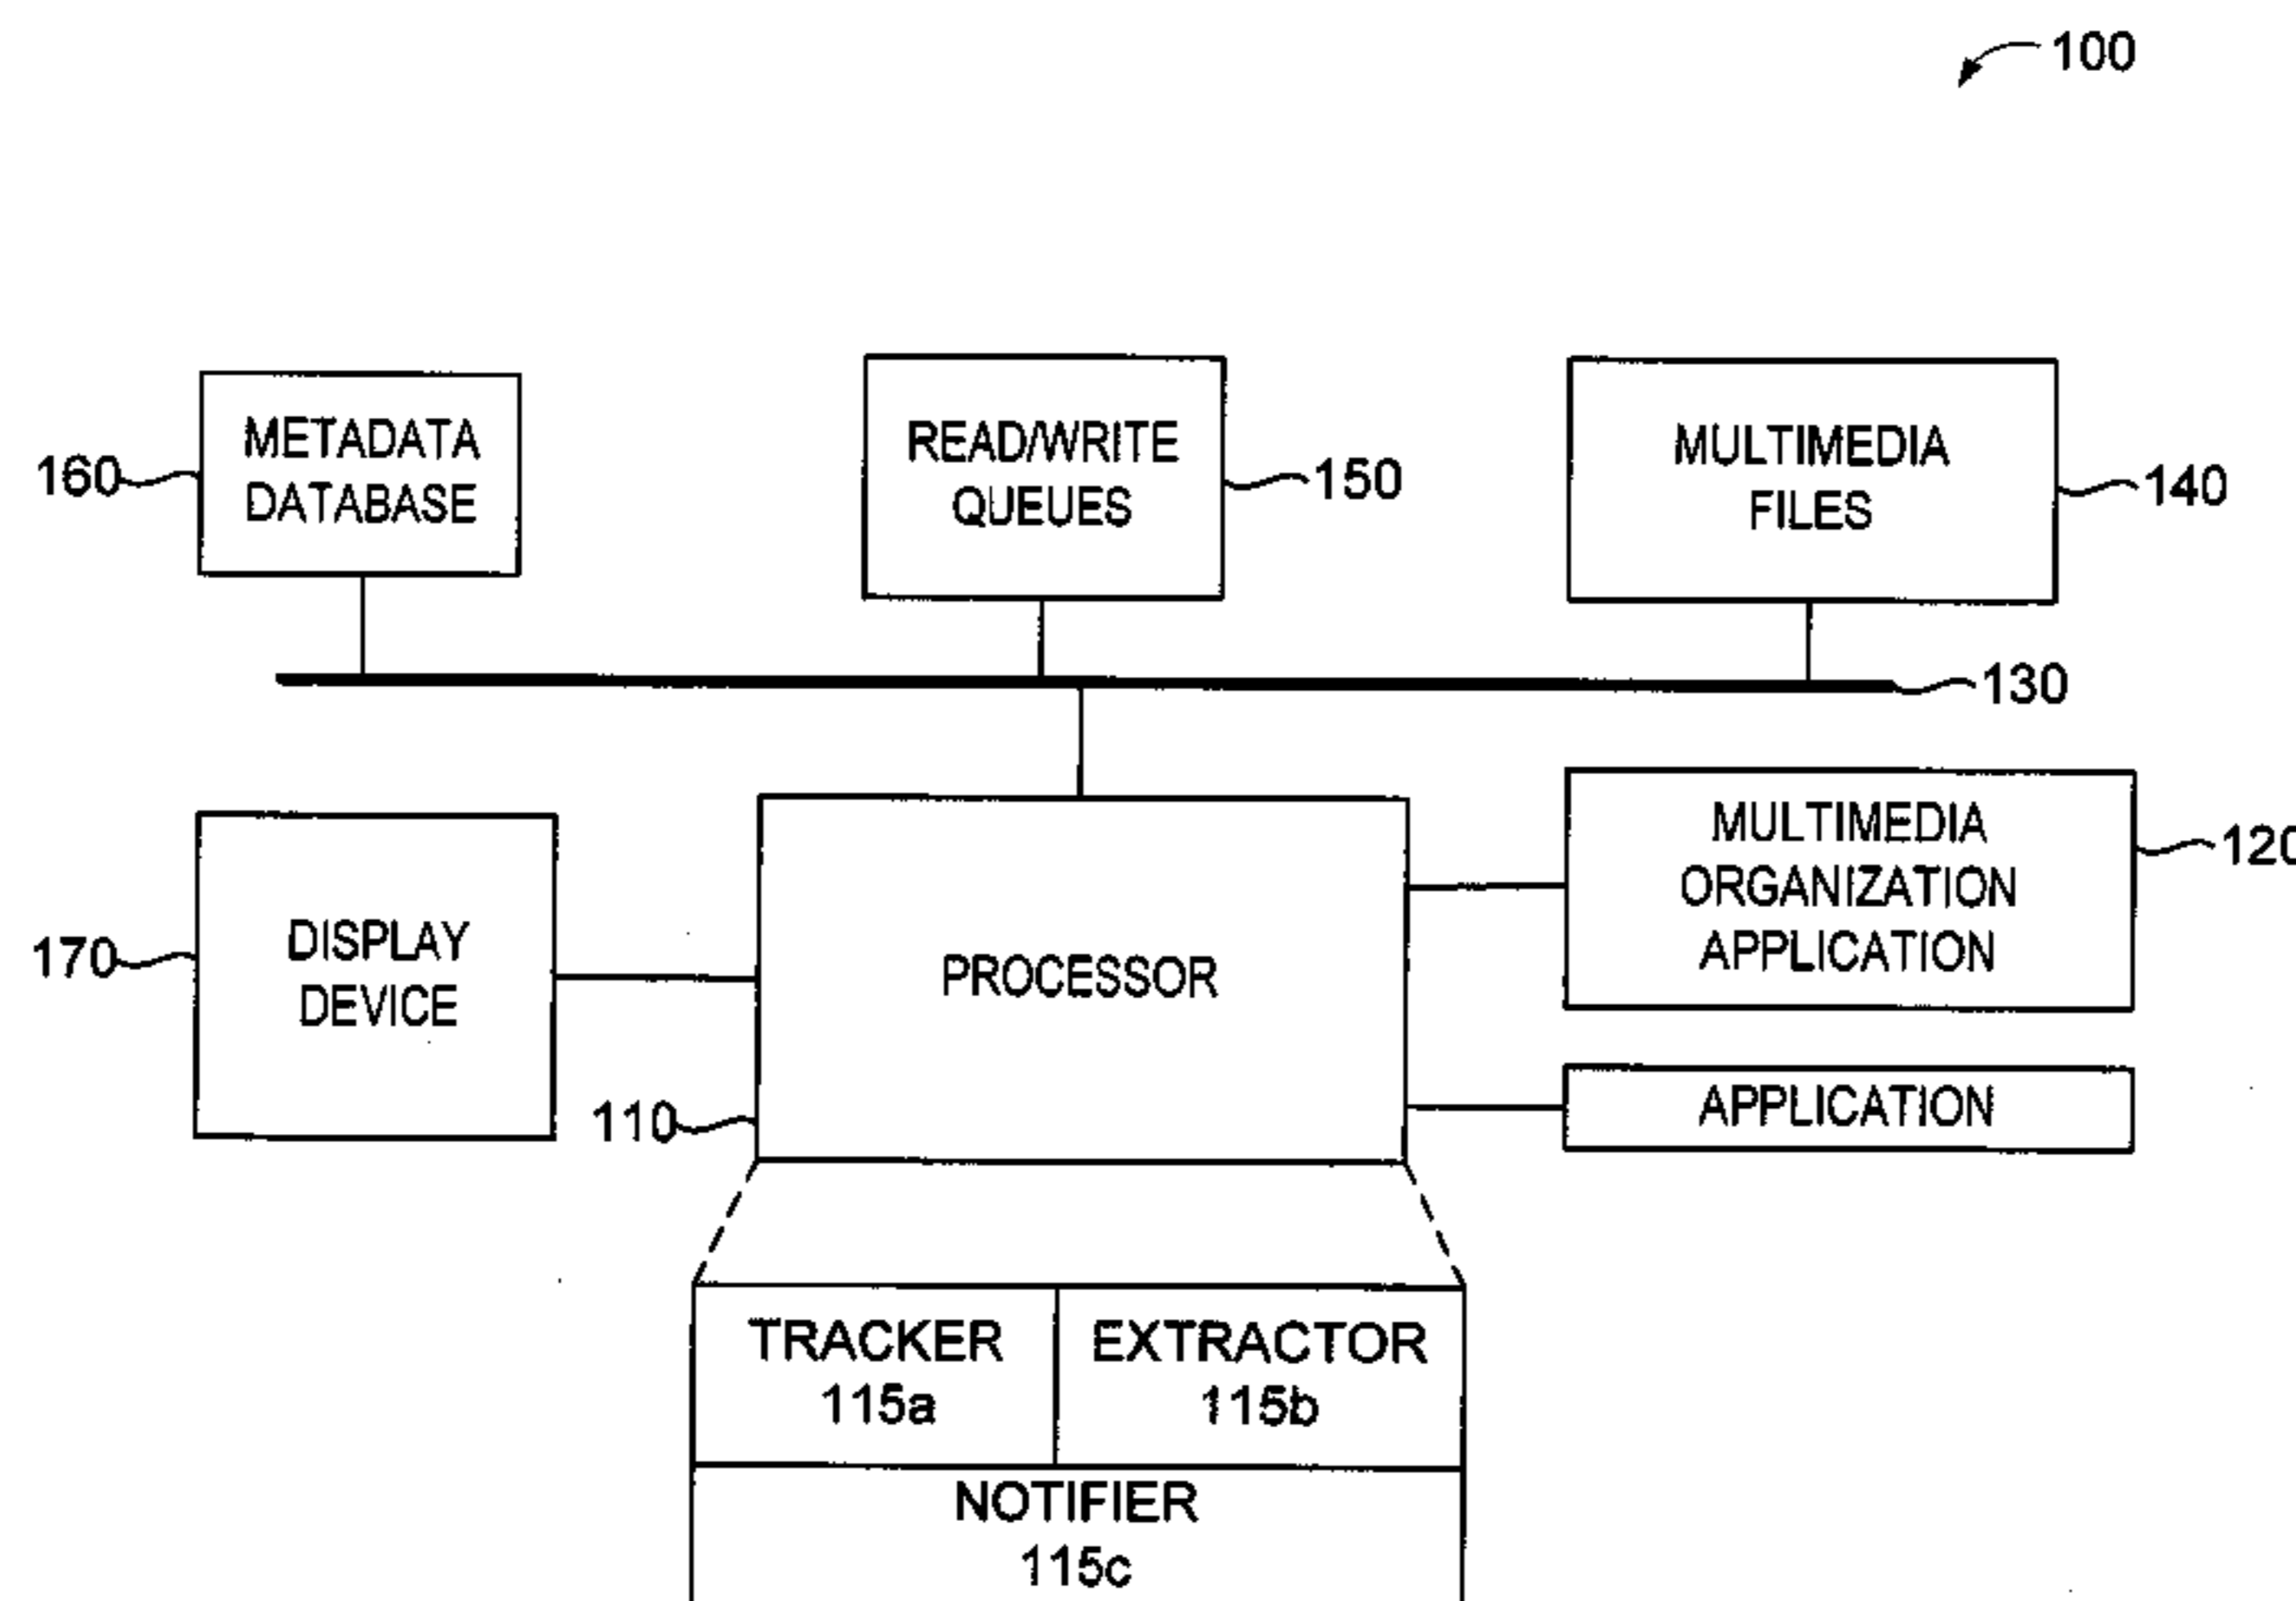 100
METADATA
DATABASE
160
READ/WRITE
QUEUES
150
MULTIMEDIA
FILES
140
130
DISPLAY
DEVICE
170
PROCESSOR
110
MULTIMEDIA
ORGANIZATION
APPLICATION
120
APPLICATION
TRACKER
115a
EXTRACTOR
115b
NOTIFIER
115c